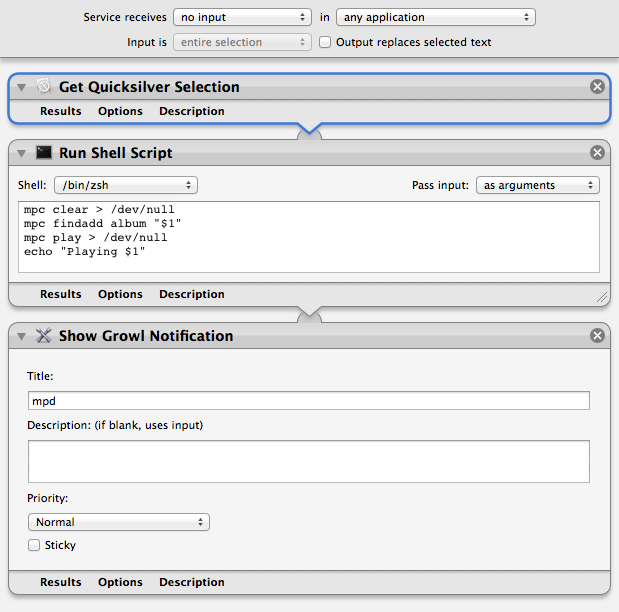 Service receives no input in any application
Input is entire selection Output replaces selected text
Get Quicksilver Selection
Results Options Description
Run Shell Script
Shell: /bin/zsh Pass input: as arguments
mpc clear > /dev/null
mpc findadd album "$1"
mpc play > /dev/null
echo "Playing $1"
Results Options Description
Show Growl Notification
Title:
mpd
Description: (if blank, uses input)
Priority:
Normal
Sticky
Results Options Description